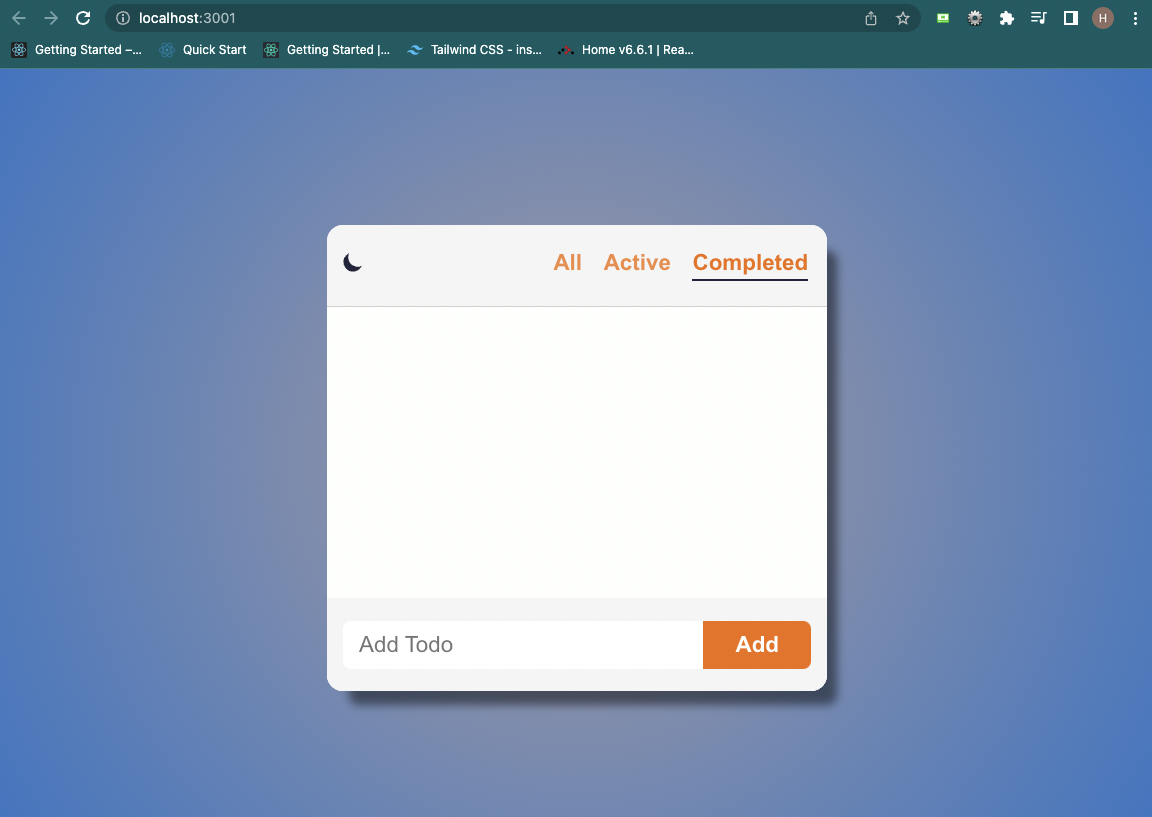 localhost:3001
H
Getting Started –... Quick Start Getting Started |... Tailwind CSS - ins... Home v6.6.1 | Rea...
All Active Completed
Add Todo Add